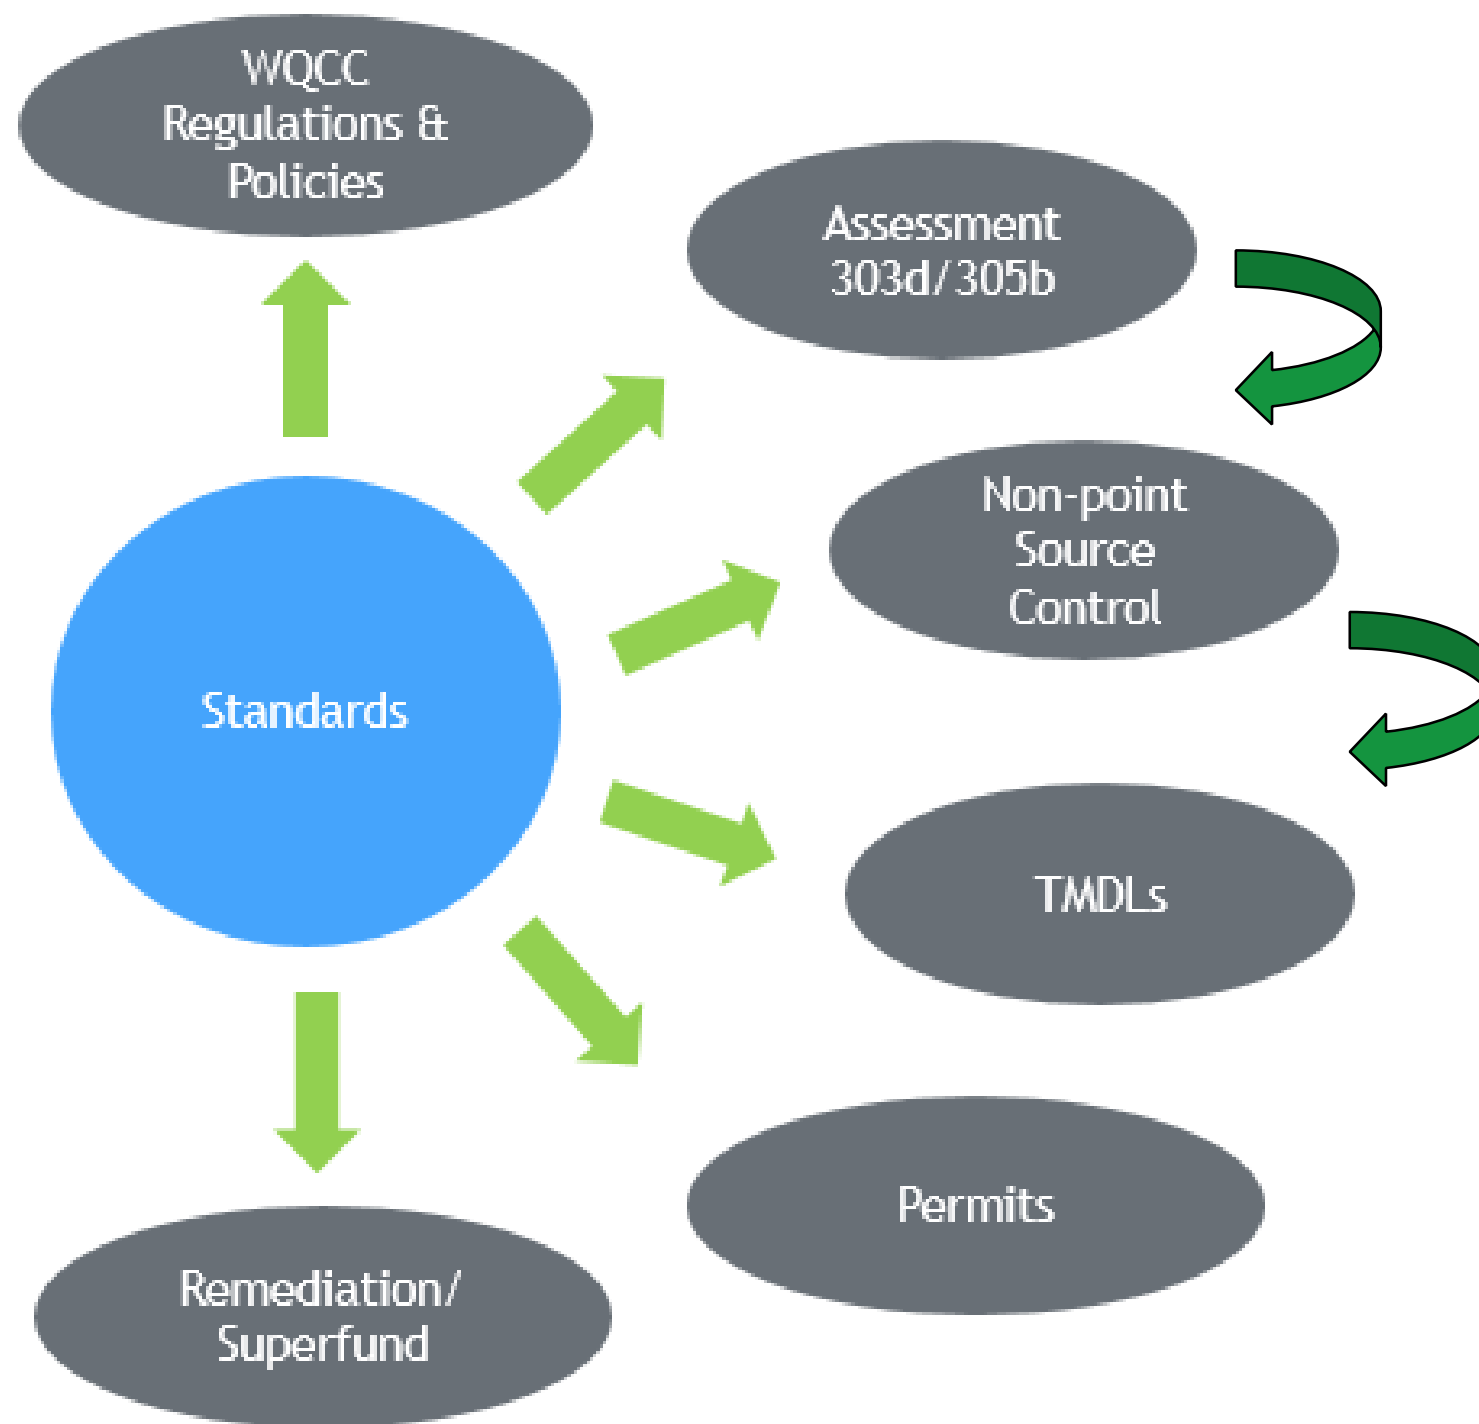 WQCC
Regulations &
Policies
Assessment
303d/305b
Non-point
Source
Control
Standards
TMDLs
Permits
Remediation/
Superfund